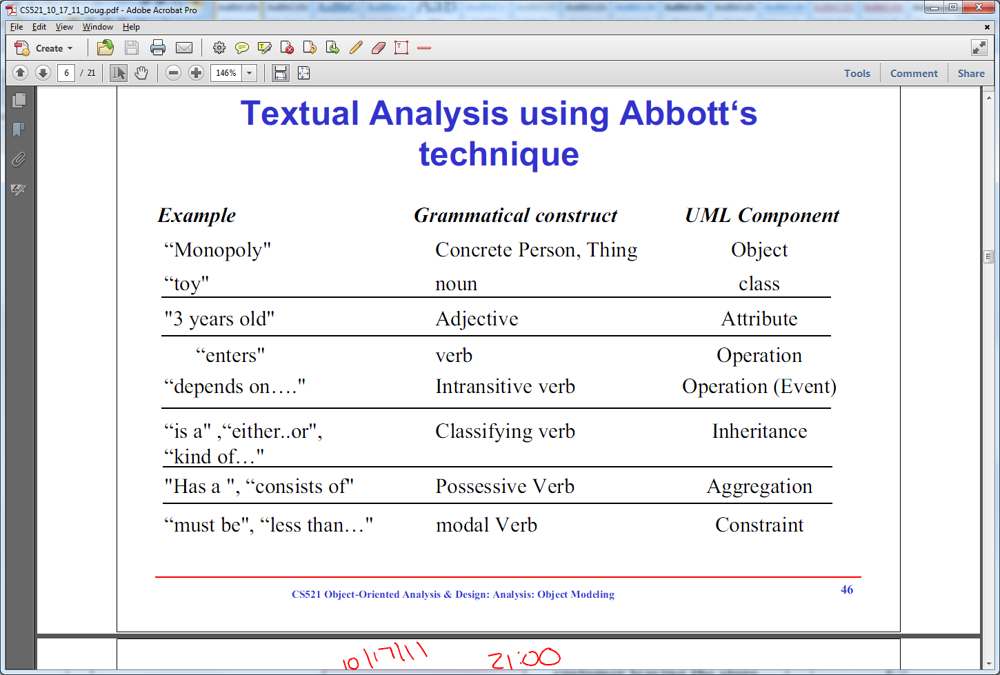 CS521_10_17_11_Doug.pdf - Adobe Acrobat Pro
File Edit View Window Help
Create
6 / 21 146% Tools Comment Share
Textual Analysis using Abbott‘s
technique
Example Grammatical construct UML Component
“Monopoly" Concrete Person, Thing Object
“toy" noun class
"3 years old" Adjective Attribute
“enters" verb Operation
“depends on…." Intransitive verb Operation (Event)
“is a" ,“either..or", Classifying verb Inheritance
“kind of…"
"Has a ", “consists of" Possessive Verb Aggregation
“must be", “less than…" modal Verb Constraint
CS521 Object-Oriented Analysis & Design: Analysis: Object Modeling 46
10/17/11 21:00